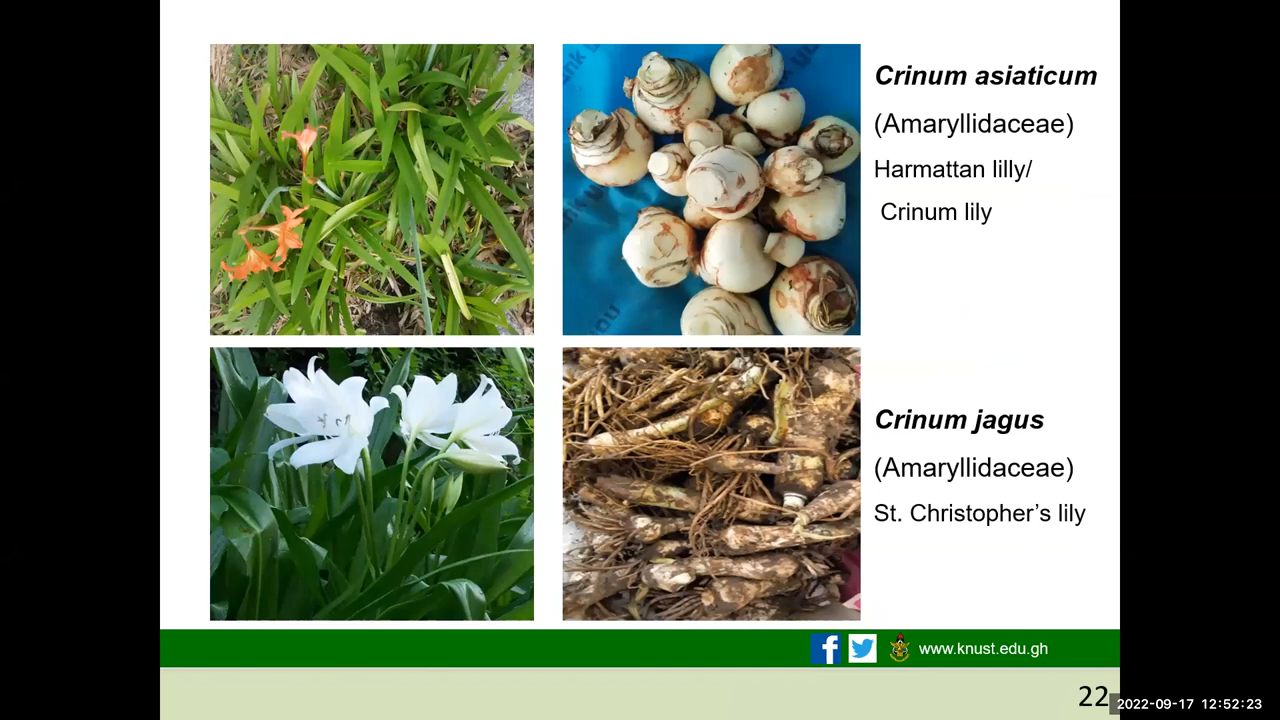 Crinum asiaticum
(Amaryllidaceae)
Harmattan lilly/
Crinum lily
Crinum jagus
(Amaryllidaceae)
St. Christopher's lily
www.knust.edu.gh
22
2022-09-17 12:52:23